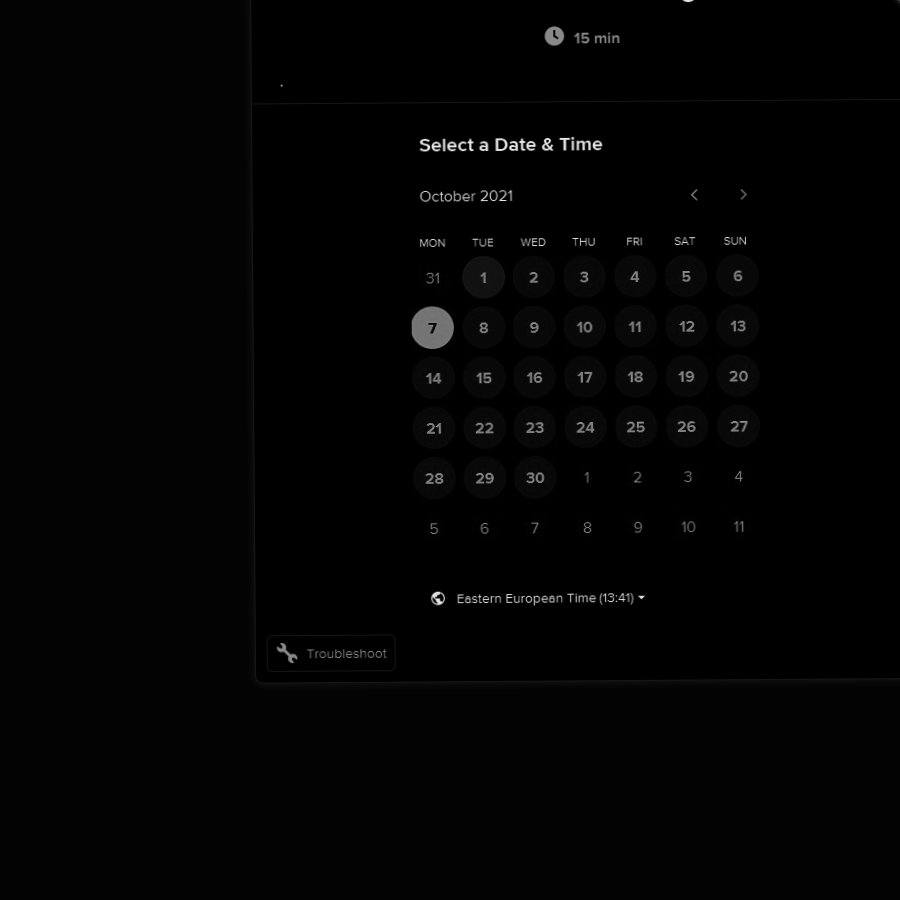 15 min
Select a Date & Time
October 2021
MON TUE WED THU FRI SAT SUN
31 1 2 3 4 5 6
7 8 9 10 11 12 13
14 15 16 17 18 19 20
21 22 23 24 25 26 27
28 29 30 1 2 3 4
5 6 7 8 9 10 11
Eastern European Time (13:41)
Troubleshoot